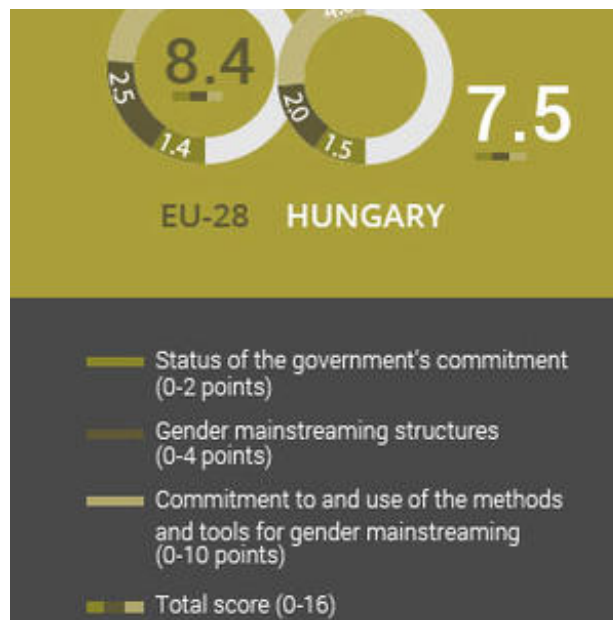 8.4
2.5
1.4
2.0
1.5
7.5
EU-28
HUNGARY
Status of the government's commitment
(0-2 points)
Gender mainstreaming structures
(0-4 points)
Commitment to and use of the methods
and tools for gender mainstreaming
(0-10 points)
Total score (0-16)